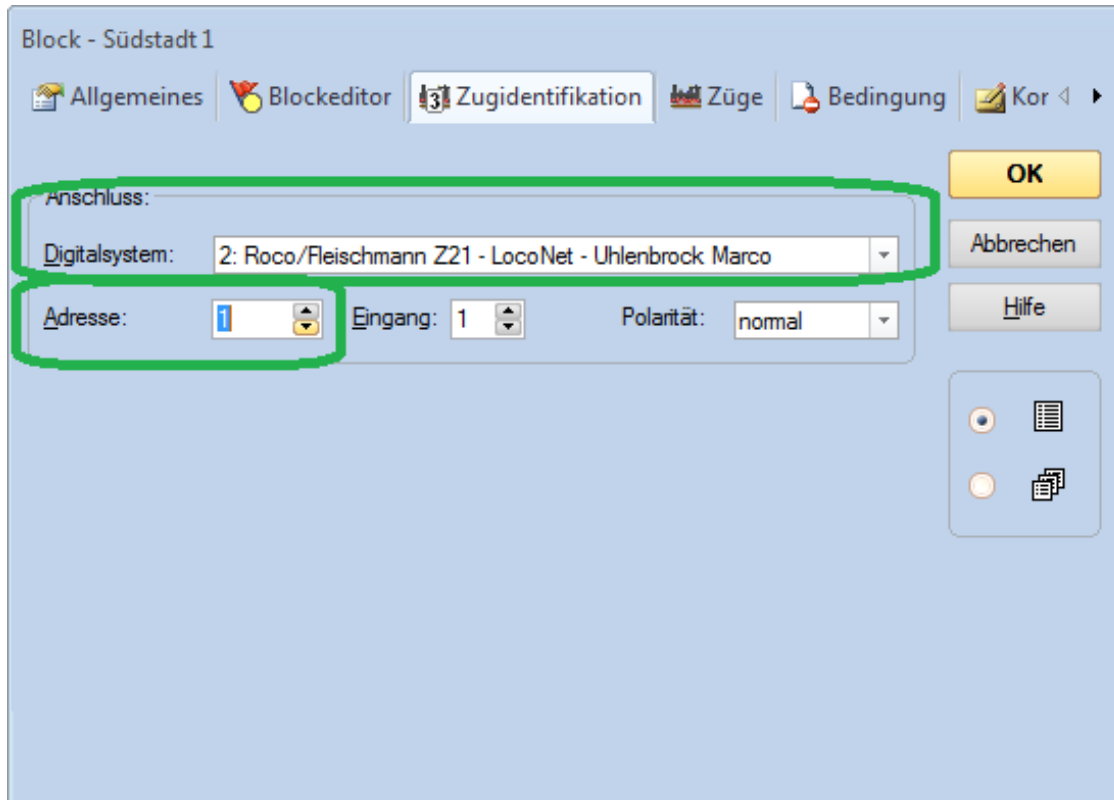 Block - Südstadt 1
Allgemeines Blockeditor 3 Zugidentifikation Züge Bedingung Kor
OK
Anschluss:
Digitalsystem: 2: Roco/Fleischmann Z21 - LocoNet - Uhlenbrock Marco
Abbrechen
Adresse: 1 Eingang: 1 Polarität: normal
Hilfe